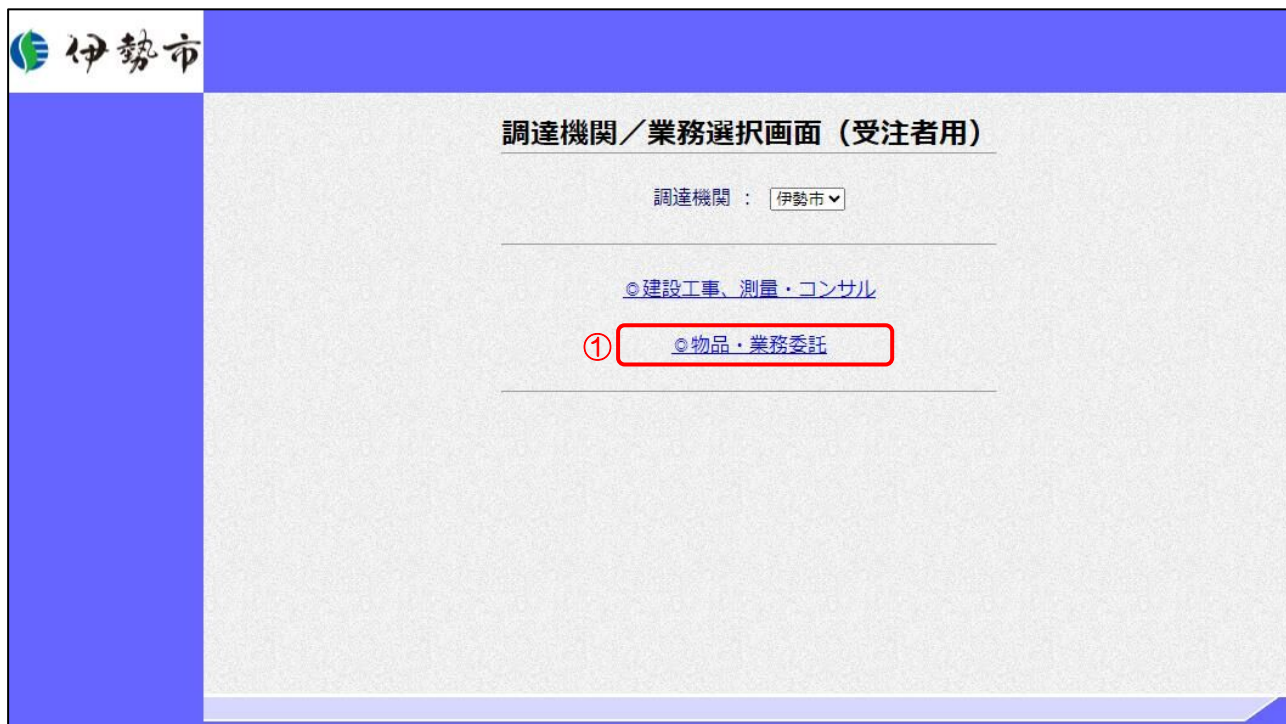 伊勢市
調達機関／業務選択画面（受注者用）
調達機関 ： 伊勢市
◎建設工事、測量・コンサル
① ◎物品・業務委託